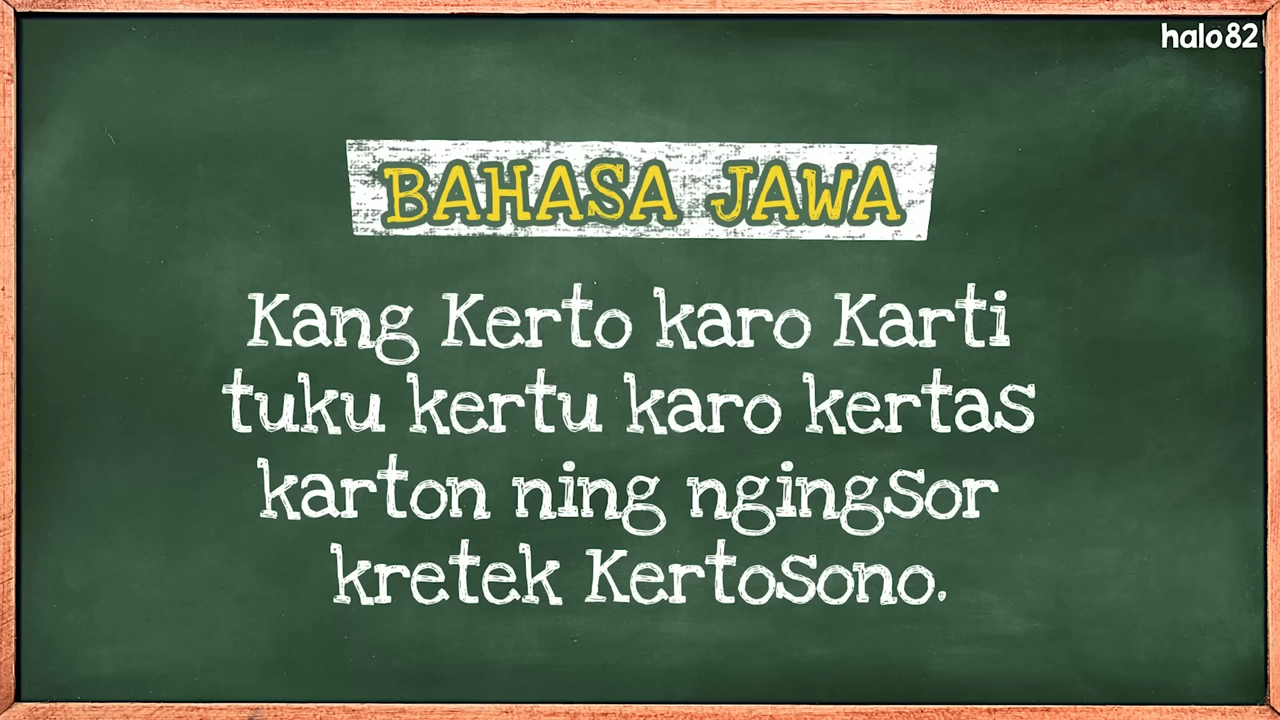 halo82
BAHASA JAWA
Kang Kerto karo Karti
tuku kertu karo kertas
karton ning ngingsor
kretek Kertosono.